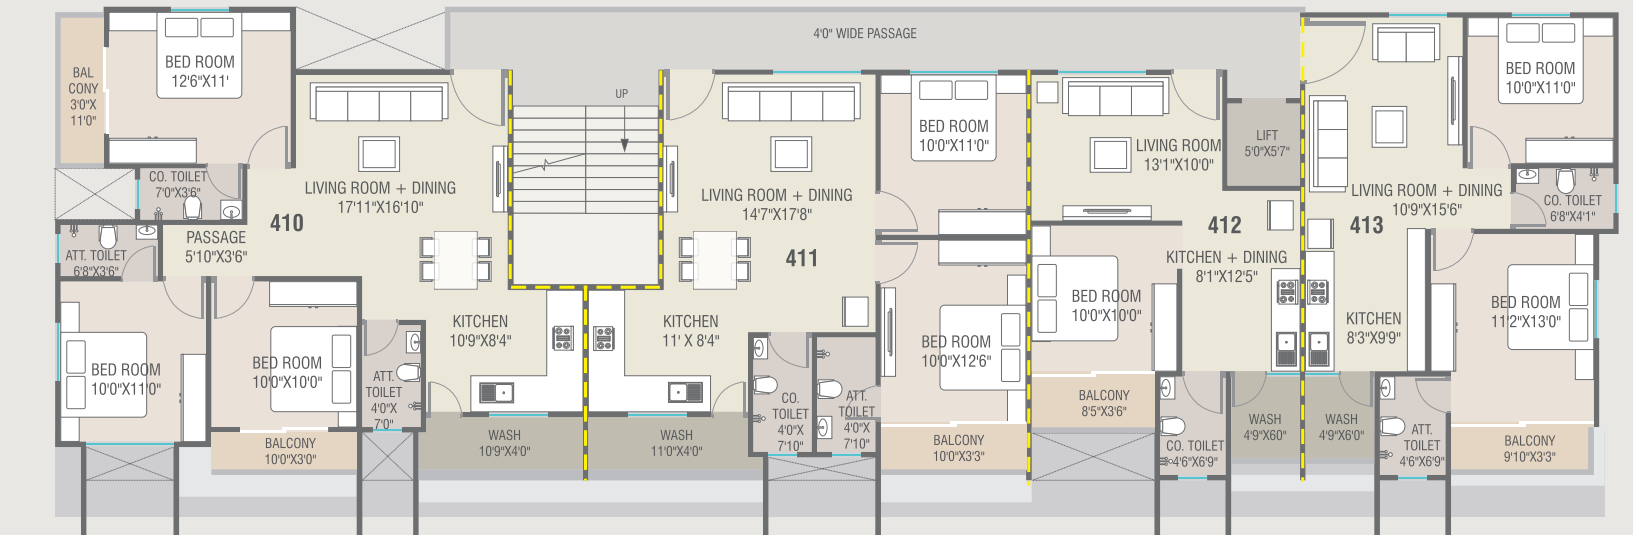 4'0" WIDE PASSAGE
BAL
CONY
3'0"X
11'0"
BED ROOM
12'6"X11'
CO. TOILET
7'0"X3'6"
ATT. TOILET
6'8"X3'6"
PASSAGE
5'10"X3'6"
410
LIVING ROOM + DINING
17'11"X16'10"
BED ROOM
10'0"X11'0"
BED ROOM
10'0"X10'0"
BALCONY
10'0"X3'0"
ATT.
TOILET
4'0"X
7'0"
KITCHEN
10'9"X8'4"
WASH
10'9"X4'0"
UP
LIVING ROOM + DINING
14'7"X17'8"
411
KITCHEN
11' X 8'4"
WASH
11'0"X4'0"
CO.
TOILET
4'0"X
7'10"
ATT.
TOILET
4'0"X
7'10"
BED ROOM
10'0"X11'0"
BED ROOM
10'0"X12'6"
BALCONY
10'0"X3'3"
LIVING ROOM
13'1"X10'0"
LIFT
5'0"X5'7"
412
KITCHEN + DINING
8'1"X12'5"
BED ROOM
10'0"X10'0"
BALCONY
8'5"X3'6"
CO. TOILET
4'6"X6'9"
WASH
4'9"X60"
LIVING ROOM + DINING
10'9"X15'6"
413
KITCHEN
8'3"X9'9"
WASH
4'9"X6'0"
BED ROOM
10'0"X11'0"
CO. TOILET
6'8"X4'1"
BED ROOM
11'2"X13'0"
ATT.
TOILET
4'6"X6'9"
BALCONY
9'10"X3'3"